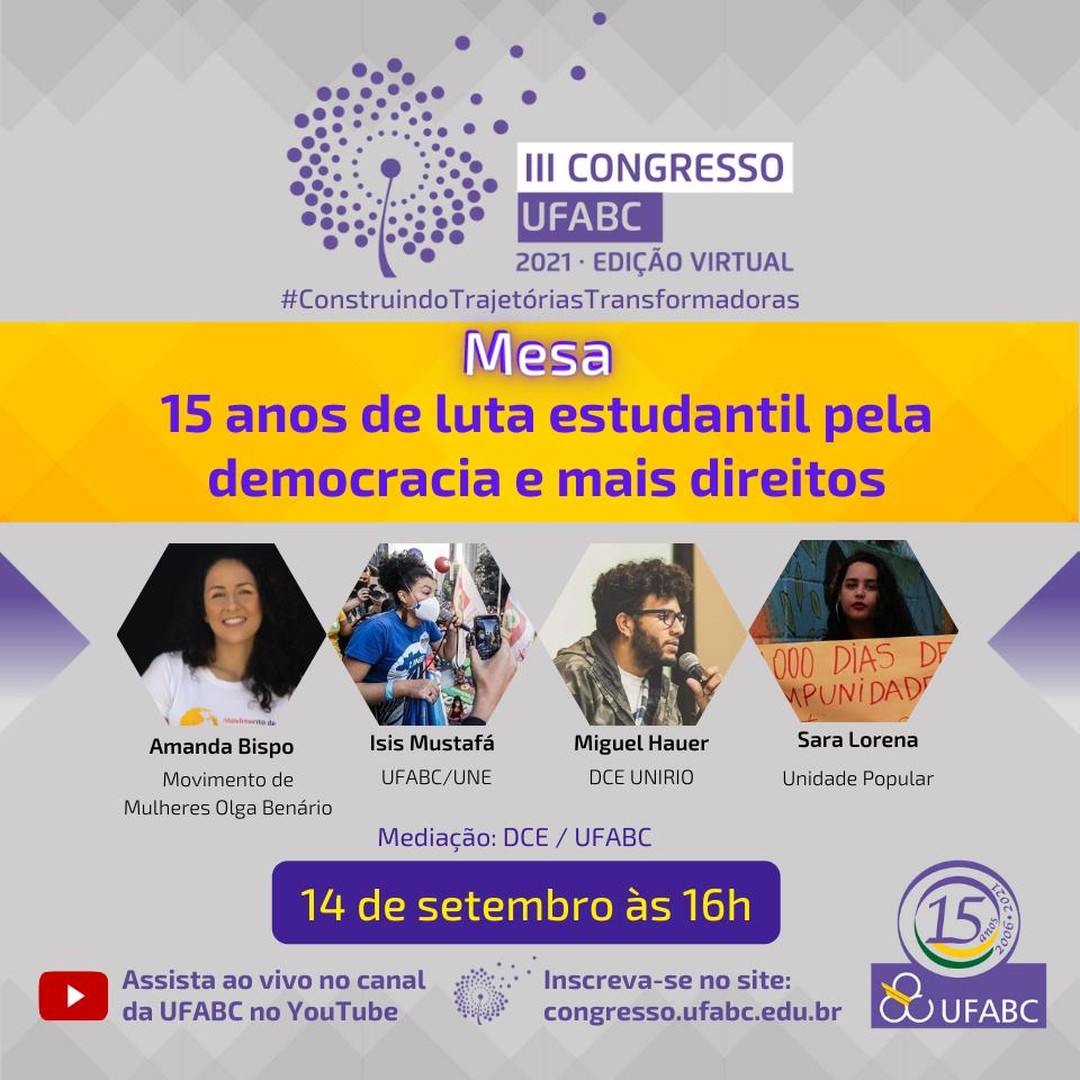 III CONGRESSO
UFABC
2021 · EDIÇÃO VIRTUAL
#ConstruindoTrajetóriasTransformadoras
Mesa
15 anos de luta estudantil pela
democracia e mais direitos
Movimento de
000 DIAS DE
MPUNIDADE
Amanda Bispo
Movimento de
Mulheres Olga Benário
Isis Mustafá
UFABC/UNE
Miguel Hauer
DCE UNIRIO
Sara Lorena
Unidade Popular
Mediação: DCE / UFABC
14 de setembro às 16h
Assista ao vivo no canal
da UFABC no YouTube
Inscreva-se no site:
congresso.ufabc.edu.br
15
anos
2006 • 2021
UFABC